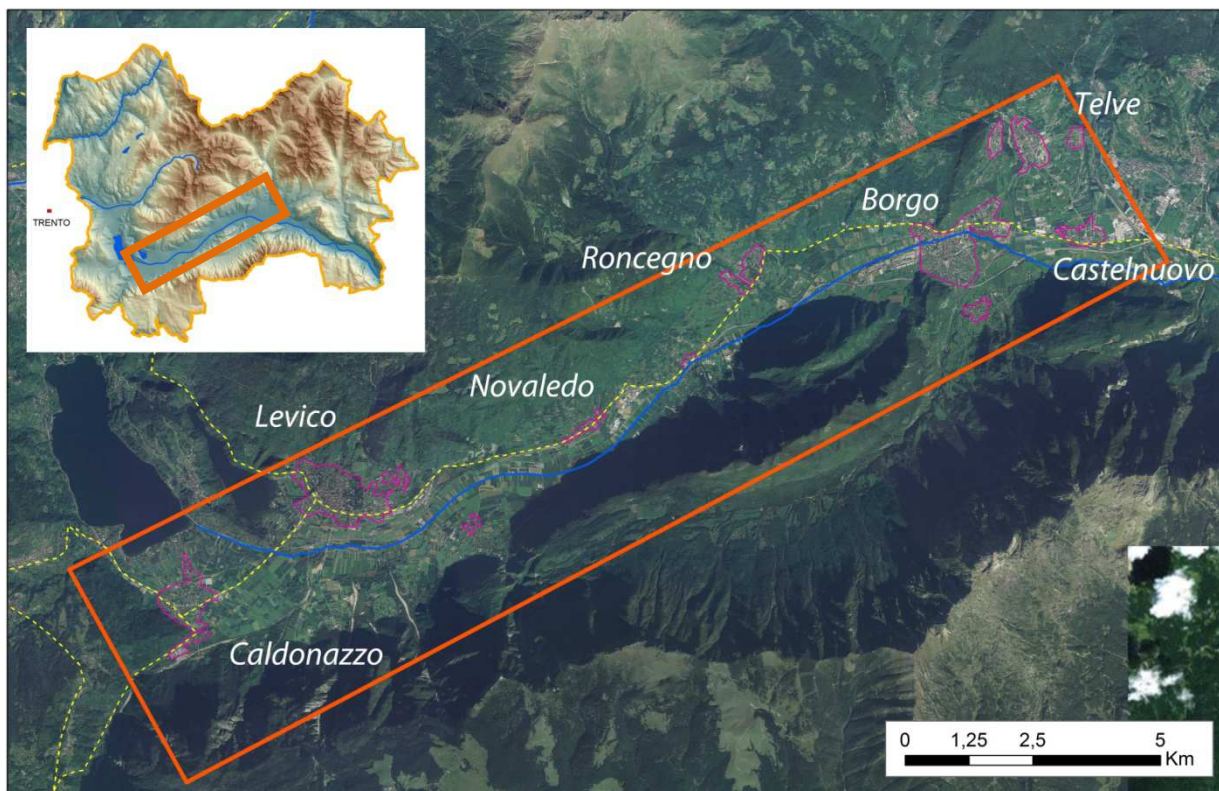 TRENTO
Telve
Borgo
Roncegno
Castelnuovo
Novaledo
Levico
Caldonazzo
0 1,25 2,5 5
Km